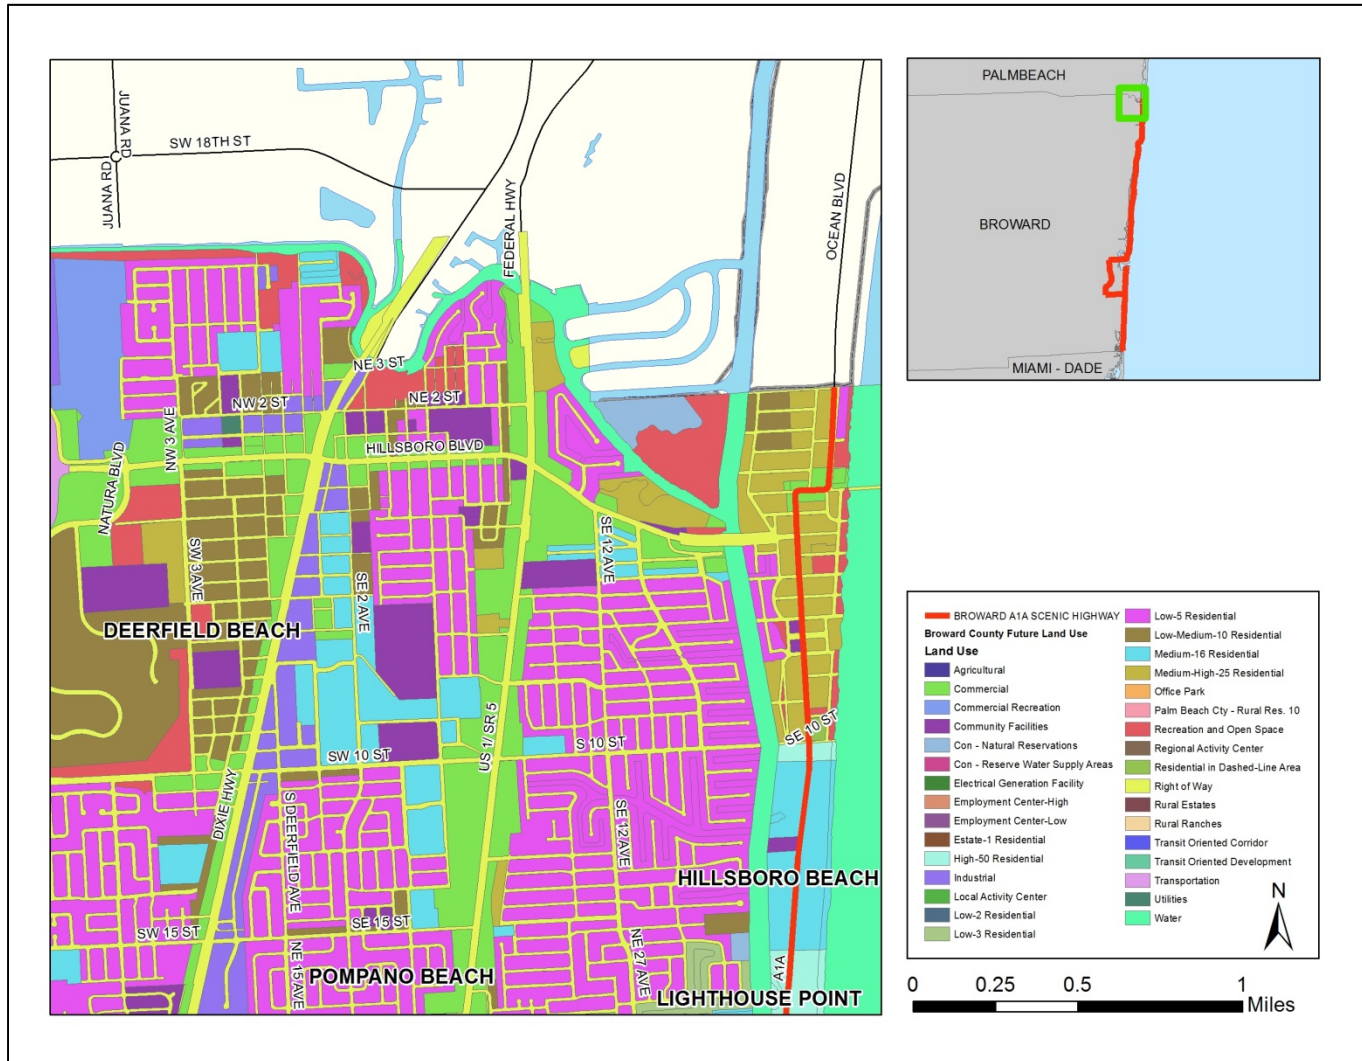 JUANA RD
JUANA RD
SW 18TH ST
FEDERAL HWY
OCEAN BLVD
NE 3 ST
NW 2 ST
NE 2 ST
NW 3 AVE
HILLSBORO BLVD
NATURA BLVD
SW 3 AVE
SE 2 AVE
SE 12 AVE
DEERFIELD BEACH
US 1/ SR 5
SE 10 ST
SW 10 ST
S 10 ST
DIXIE HWY
S DEERFIELD AVE
SE 12 AVE
HILLSBORO BEACH
SW 15 ST
SE 15 ST
NE 15 AVE
NE 27 AVE
A1A
POMPANO BEACH
LIGHTHOUSE POINT
PALMBEACH
BROWARD
MIAMI - DADE
BROWARD A1A SCENIC HIGHWAY
Broward County Future Land Use
Land Use
Agricultural
Commercial
Commercial Recreation
Community Facilities
Con - Natural Reservations
Con - Reserve Water Supply Areas
Electrical Generation Facility
Employment Center-High
Employment Center-Low
Estate-1 Residential
High-50 Residential
Industrial
Local Activity Center
Low-2 Residential
Low-3 Residential
Low-5 Residential
Low-Medium-10 Residential
Medium-16 Residential
Medium-High-25 Residential
Office Park
Palm Beach Cty - Rural Res. 10
Recreation and Open Space
Regional Activity Center
Residential in Dashed-Line Area
Right of Way
Rural Estates
Rural Ranches
Transit Oriented Corridor
Transit Oriented Development
Transportation
Utilities
Water
N
0 0.25 0.5 1
Miles